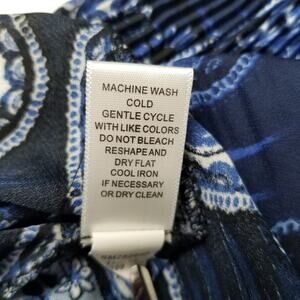 MACHINE WASH
COLD
GENTLE CYCLE
WITH LIKE COLORS
DO NOT BLEACH
RESHAPE AND
DRY FLAT
COOL IRON
IF NECESSARY
OR DRY CLEAN